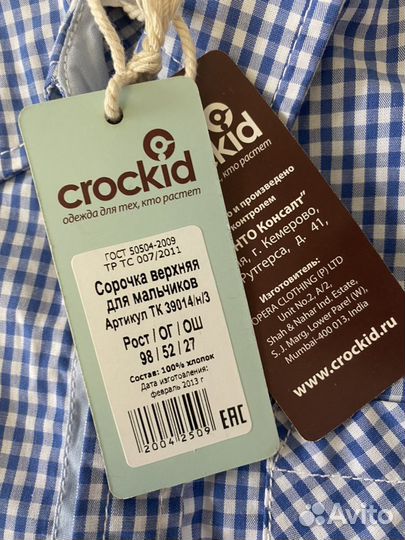 crockid
одежда для тех, кто растет
ГОСТ 50504-2009
ТР ТС 007/2011
Сорочка верхняя
для мальчиков
Артикул ТК 39014/н/3
Рост / ОГ / ОШ
98 / 52 / 27
Состав: 100% хлопок
Дата изготовления:
февраль 2013 г
20042509
EAC
crockid
кто растет
о и произведено
контролем
НТО Консалт"
я, г. Кемерово,
Рутгерса, д. 41,
Изготовитель:
OPERA CLOTHING (P) LTD
Unit No.2, A/2,
Shah & Nahar Ind. Estate,
S. J. Marg, Lower Parel (W),
Mumbai-400 013, India
www.crockid.ru
Avito